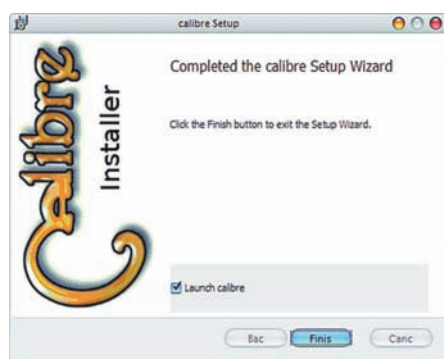 calibre Setup
Calibre
Installer
Completed the calibre Setup Wizard
Click the Finish button to exit the Setup Wizard.
Launch calibre
Bac
Finis
Canc